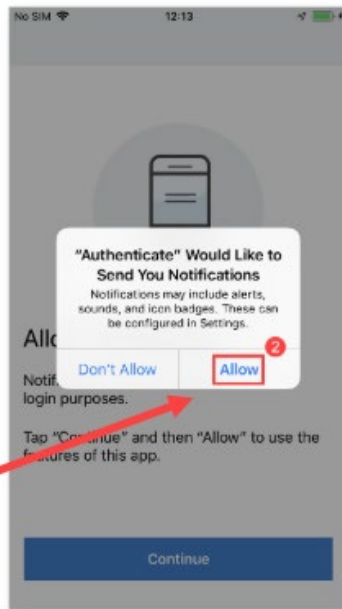 No SIM 12:13
"Authenticate" Would Like to
Send You Notifications
Notifications may include alerts,
sounds, and icon badges. These can
be configured in Settings.
2
Don't Allow Allow
login purposes.
Tap "Continue" and then "Allow" to use the
features of this app.
Continue